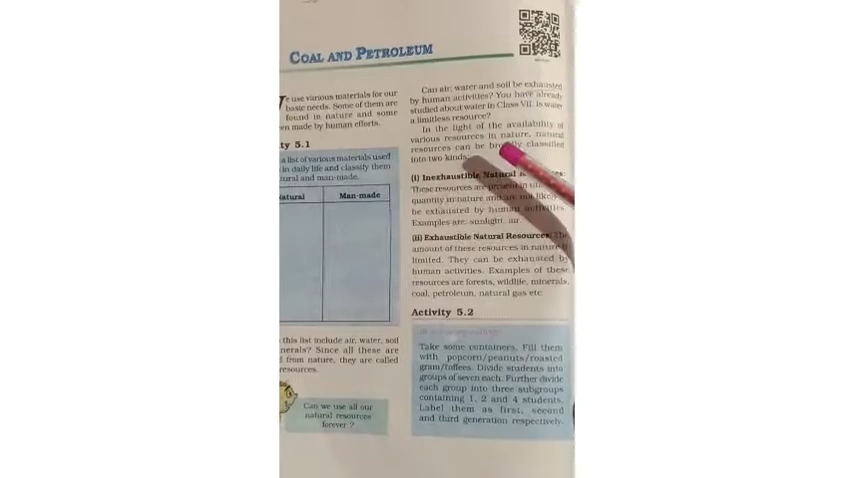 COAL AND PETROLEUM
e use various materials for our
basic needs. Some of them are
found in nature and some
en made by human efforts.
ty 5.1
a list of various materials used
in daily life and classify them
tural and man-made.
atural Man-made
this list include air, water, soil
nerals? Since all these are
from nature, they are called
resources.
Can we use all our
natural resources
forever ?
Can air, water and soil be exhausted
by human activities? You have already
studied about water in Class VII. Is water
a limitless resource?
In the light of the availability of
various resources in nature, natural
resources can be broadly classified
into two kinds:
(i) Inexhaustible Natural
These resources are present in
quantity in nature and are not likely
be exhausted by human activities.
Examples are: sunlight, air.
(ii) Exhaustible Natural Resources: The
amount of these resources in nature is
limited. They can be exhausted by
human activities. Examples of these
resources are forests, wildlife, minerals,
coal, petroleum, natural gas etc.
Activity 5.2
Take some containers. Fill them
with popcorn/peanuts/roasted
gram/toffees. Divide students into
groups of seven each. Further divide
each group into three subgroups
containing 1, 2 and 4 students.
Label them as first, second
and third generation respectively.